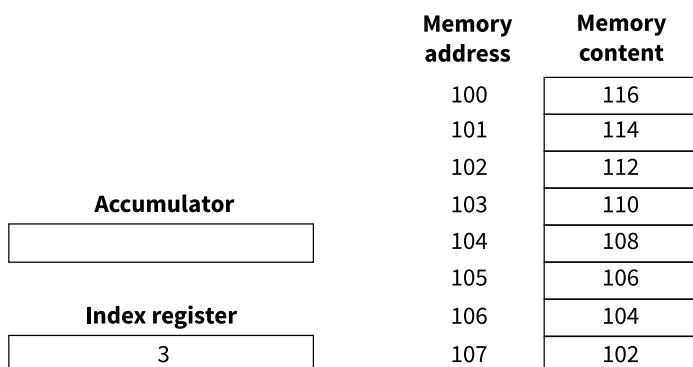 Memory address
Memory content
100 116
101 114
102 112
Accumulator
103 110
104 108
105 106
Index register
106 104
3
107 102